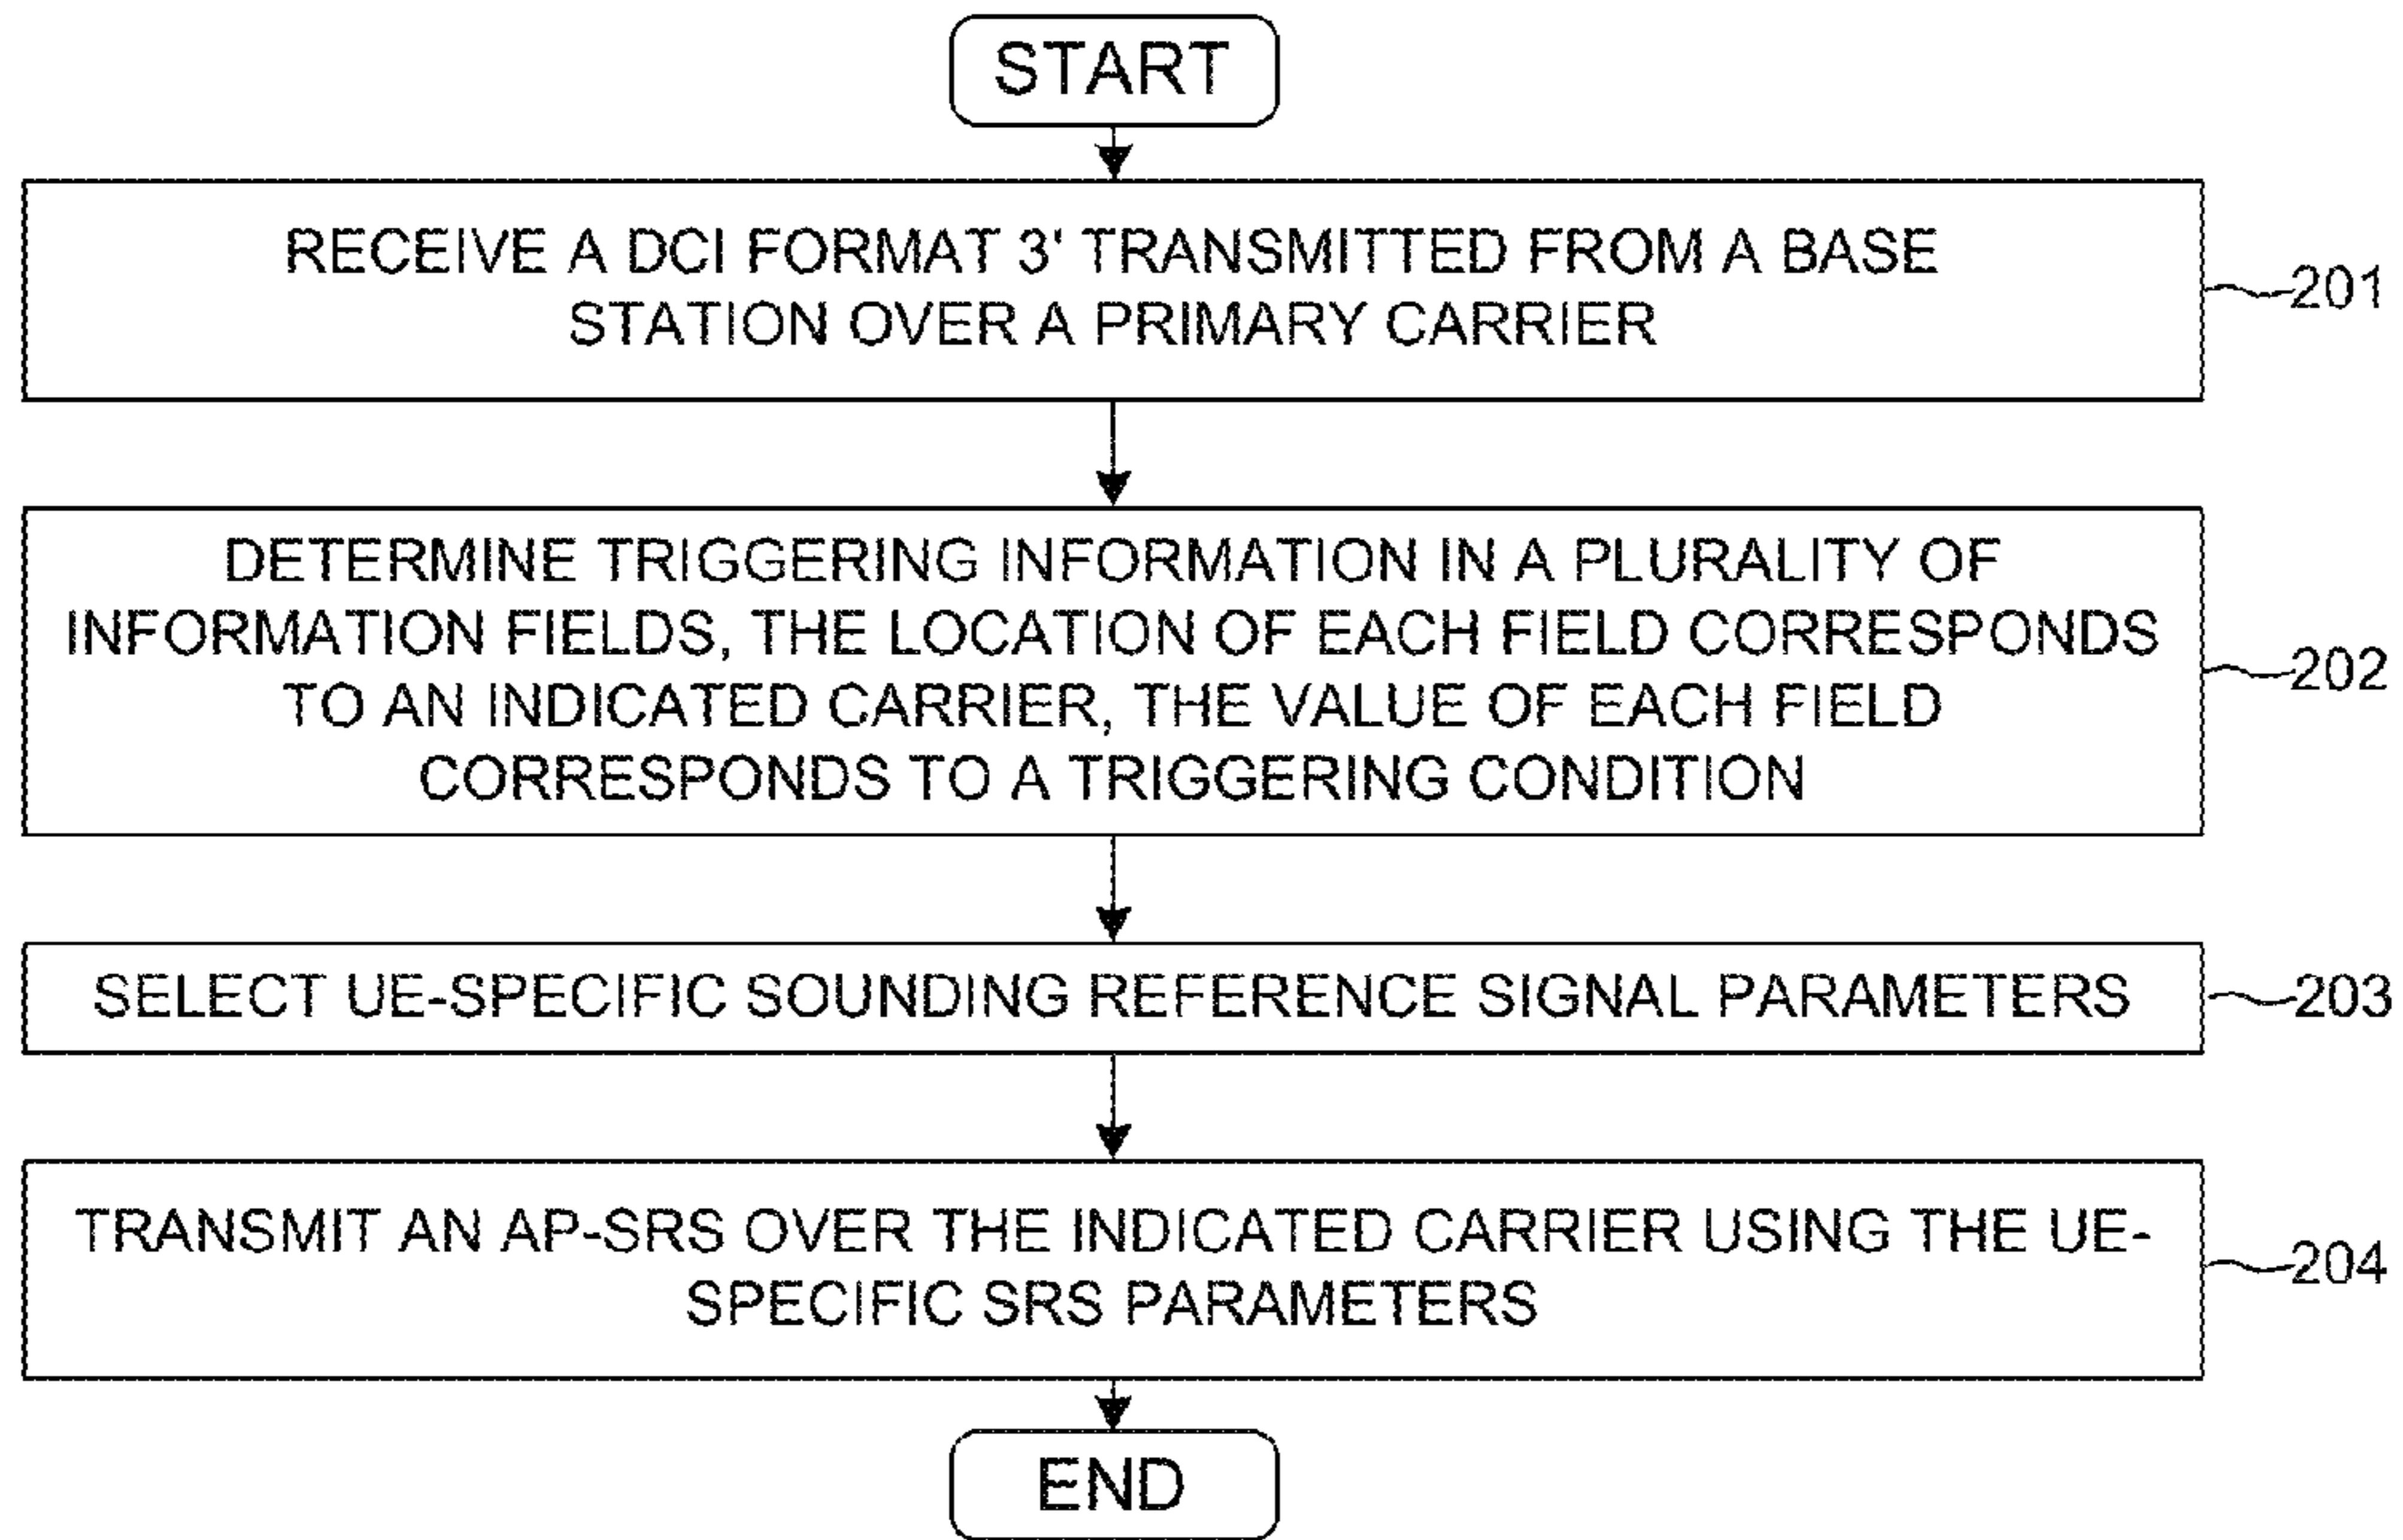 START
RECEIVE A DCI FORMAT 3' TRANSMITTED FROM A BASE
STATION OVER A PRIMARY CARRIER
201
DETERMINE TRIGGERING INFORMATION IN A PLURALITY OF
INFORMATION FIELDS, THE LOCATION OF EACH FIELD CORRESPONDS
TO AN INDICATED CARRIER, THE VALUE OF EACH FIELD
CORRESPONDS TO A TRIGGERING CONDITION
202
SELECT UE-SPECIFIC SOUNDING REFERENCE SIGNAL PARAMETERS
203
TRANSMIT AN AP-SRS OVER THE INDICATED CARRIER USING THE UE-
SPECIFIC SRS PARAMETERS
204
END